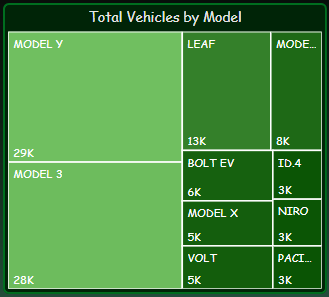 Total Vehicles by Model
MODEL Y
29K
MODEL 3
28K
LEAF
13K
MODE...
8K
BOLT EV
6K
ID.4
3K
MODEL X
5K
NIRO
3K
VOLT
5K
PACI...
3K